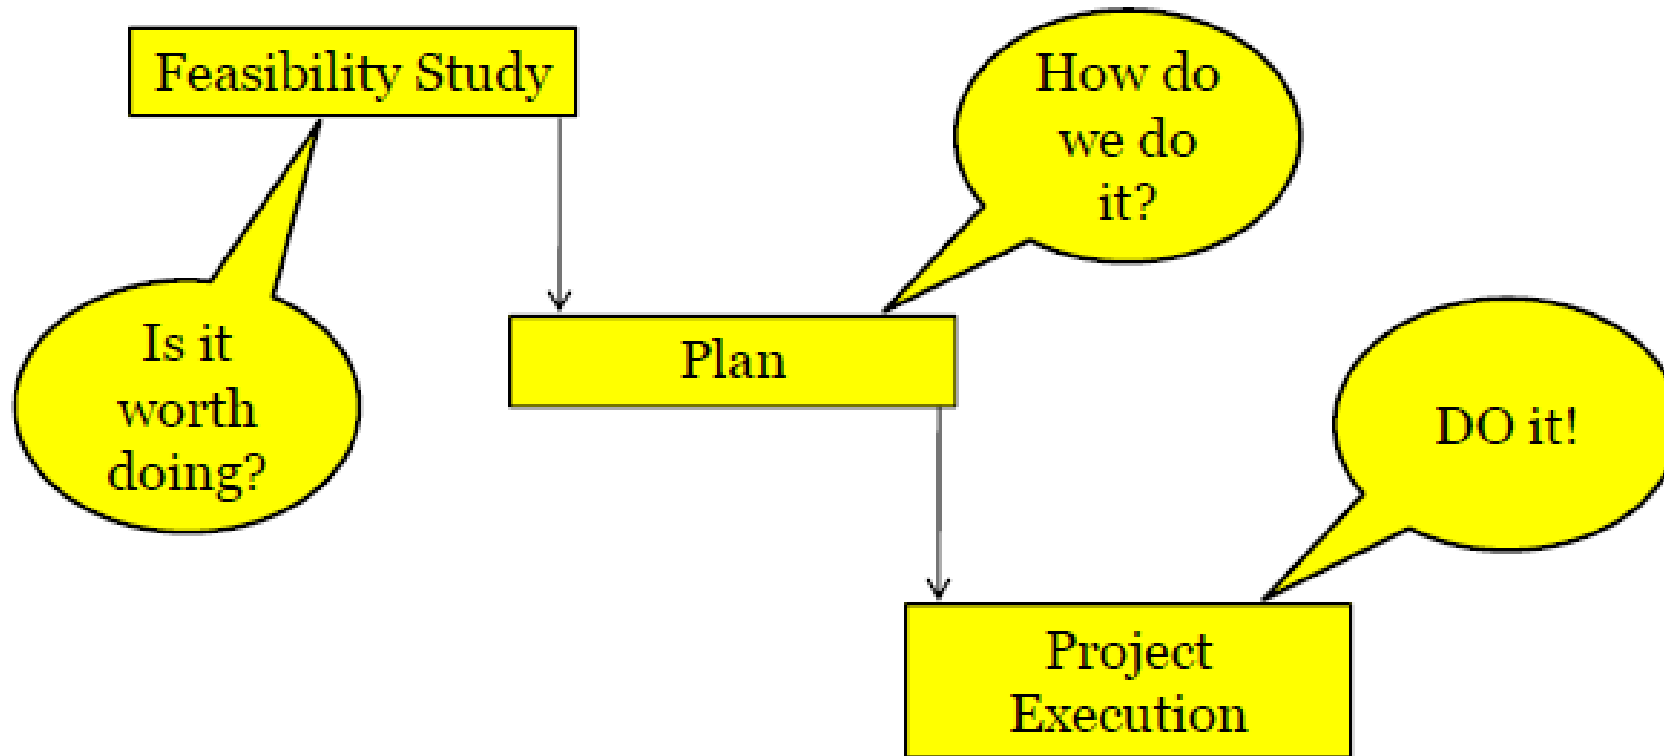 Feasibility Study
How do
we do
it?
Is it
worth
doing?
Plan
DO it!
Project
Execution